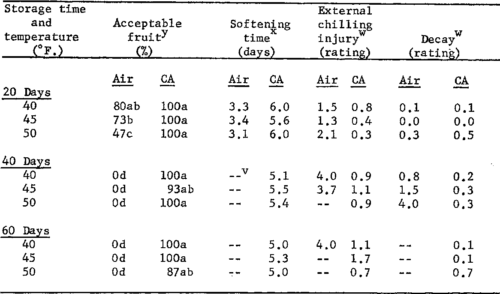 Storage time and temperature (°F.) Acceptable fruit^y (%) Softening time^x (days) External chilling injury^w (rating) Decay^w (rating)
Air CA Air CA Air CA Air CA
20 Days
40 80ab 100a 3.3 6.0 1.5 0.8 0.1 0.1
45 73b 100a 3.4 5.6 1.3 0.4 0.0 0.0
50 47c 100a 3.1 6.0 2.1 0.3 0.3 0.5
40 Days
40 0d 100a --^v 5.1 4.0 0.9 0.8 0.2
45 0d 93ab -- 5.5 3.7 1.1 1.5 0.3
50 0d 100a -- 5.4 -- 0.9 4.0 0.3
60 Days
40 0d 100a -- 5.0 4.0 1.1 -- 0.1
45 0d 100a -- 5.3 -- 1.7 -- 0.1
50 0d 87ab -- 5.0 -- 0.7 -- 0.7